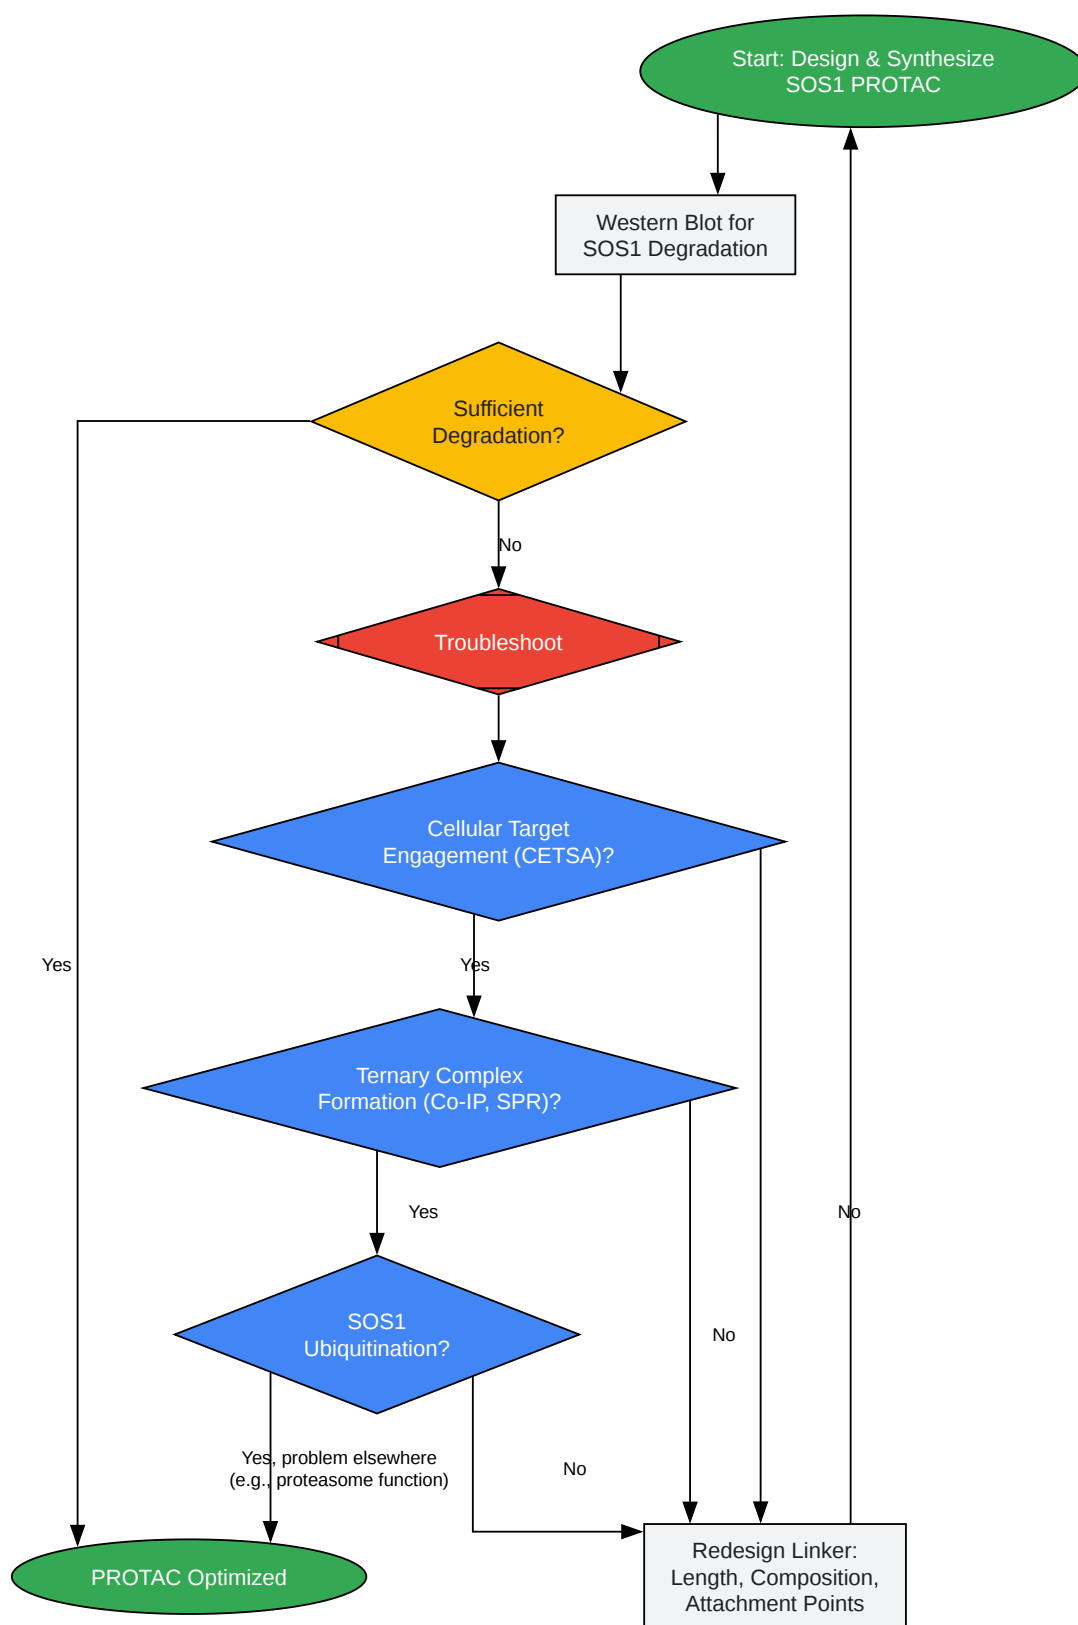 Start: Design & Synthesize
SOS1 PROTAC
Western Blot for
SOS1 Degradation
Sufficient
Degradation?
No
Troubleshoot
Cellular Target
Engagement (CETSA)?
Yes
Yes
Ternary Complex
Formation (Co-IP, SPR)?
Yes
No
SOS1
Ubiquitination?
No
Yes, problem elsewhere
(e.g., proteasome function)
No
PROTAC Optimized
Redesign Linker:
Length, Composition,
Attachment Points